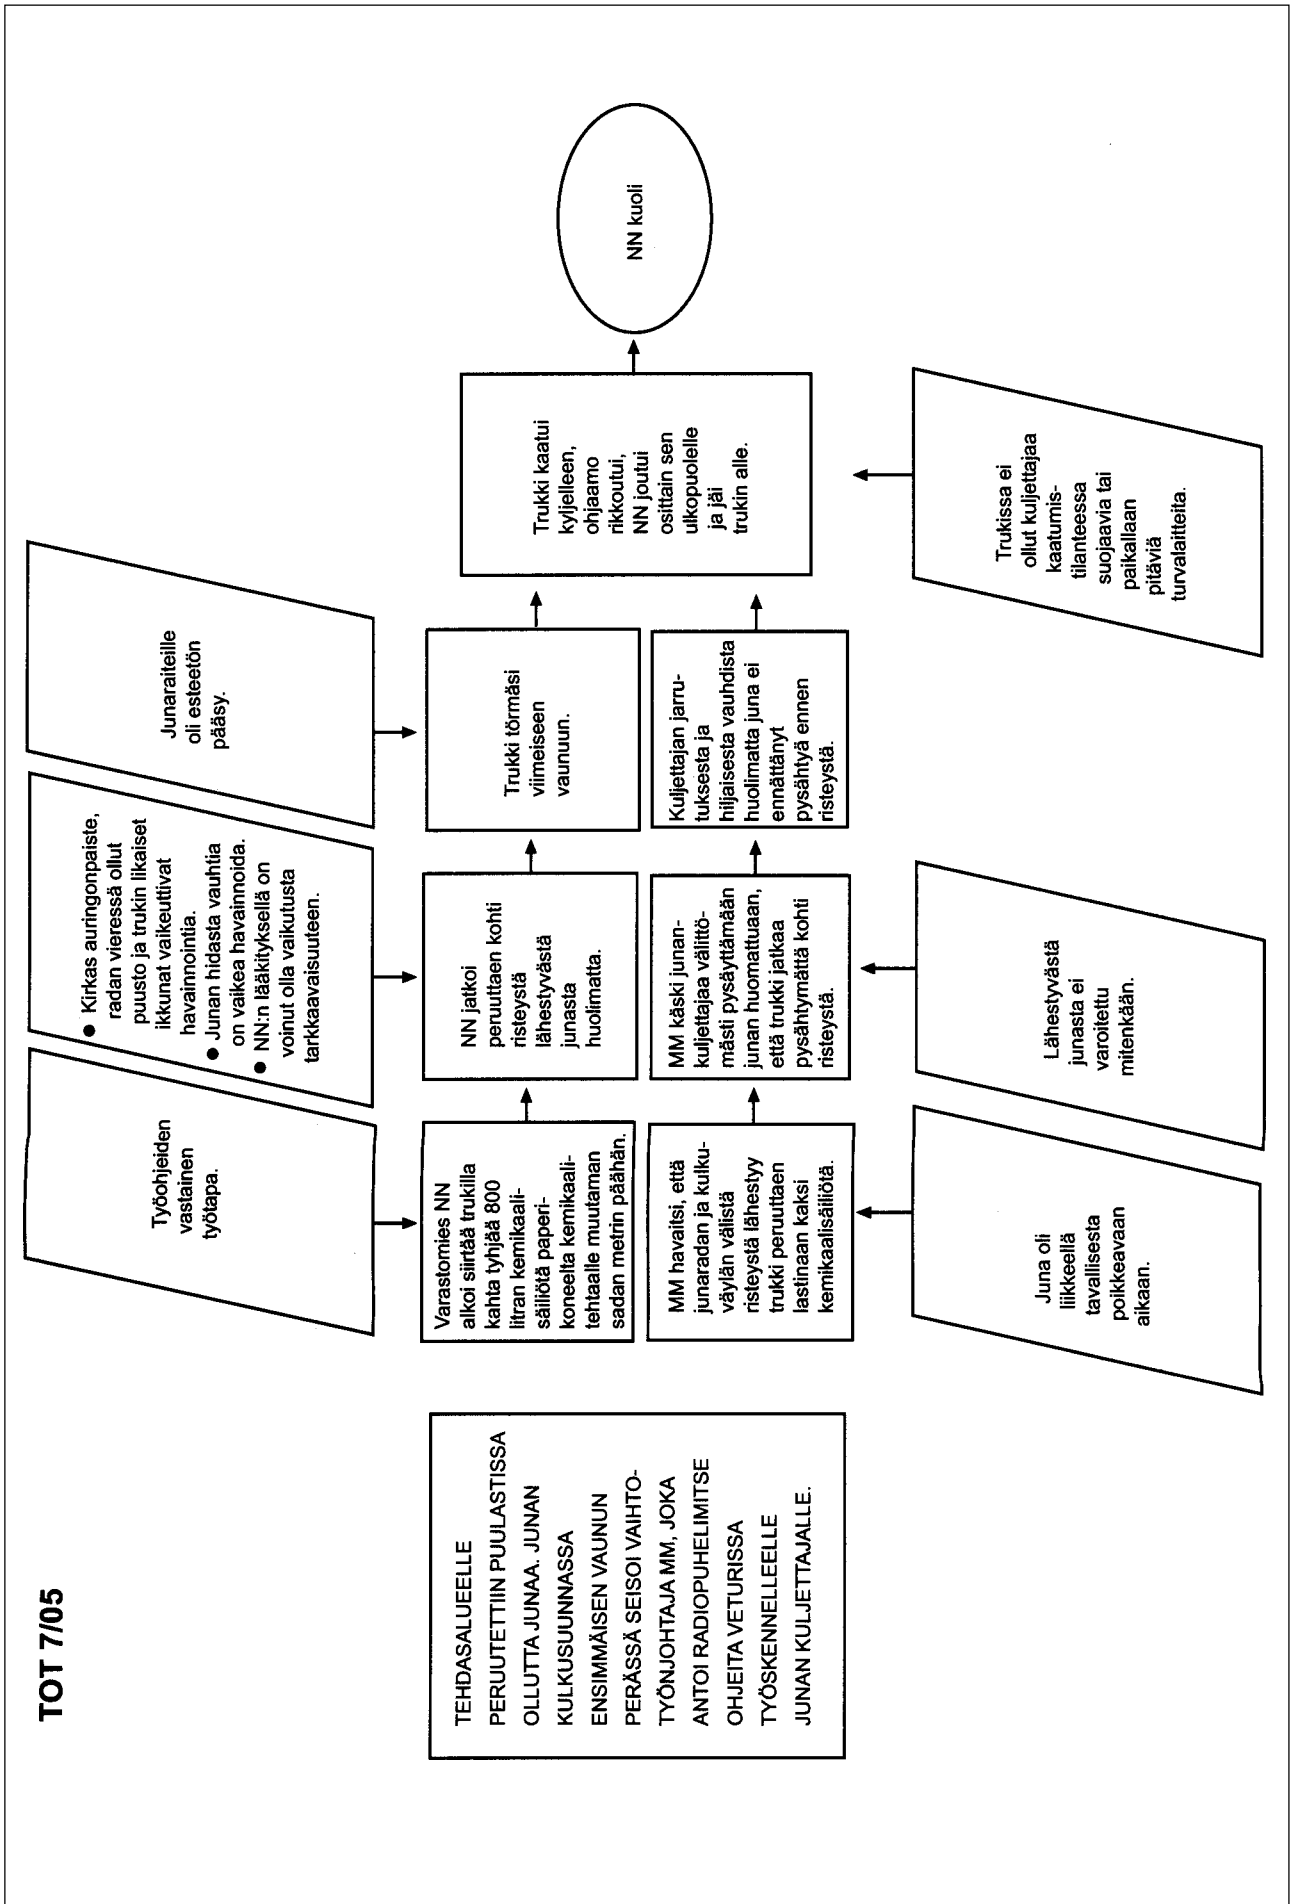 TOT 7/05
TEHDASALUEELLE
PERUUTETTIIN PUULASTISSA
OLLUTTA JUNAA. JUNAN
KULKUSUUNNASSA
ENSIMMÄISEN VAUNUN
PERÄSSÄ SEISOI VAIHTO-
TYÖNJOHTAJA MM, JOKA
ANTOI RADIOPUHELIMITSE
OHJEITA VETURISSA
TYÖSKENNELLEELLE
JUNAN KULJETTAJALLE.
Työohjeiden
vastainen
työtapa.
● Kirkas auringonpaiste,
radan vieressä ollut
puusto ja trukin likaiset
ikkunat vaikeuttivat
havainnointia.
● Junan hidasta vauhtia
on vaikea havainnoida.
● NN:n lääkityksellä on
voinut olla vaikutusta
tarkkaavaisuuteen.
Junaraiteille
oli esteetön
pääsy.
Varastomies NN
alkoi siirtää trukilla
kahta tyhjää 800
litran kemikaali-
säiliötä paperi-
koneelta kemikaali-
tehtaalle muutaman
sadan metrin päähän.
NN jatkoi
peruuttaen kohti
risteystä
lähestyvästä
junasta
huolimatta.
Trukki törmäsi
viimeiseen
vaunuun.
Trukki kaatui
kyljelleen,
ohjaamo
rikkoutui,
NN joutui
osittain sen
ulkopuolelle
ja jäi
trukin alle.
NN kuoli
MM havaitsi, että
junaradan ja kulku-
väylän välistä
risteystä lähestyy
trukki peruuttaen
lastinaan kaksi
kemikaalisäiliötä.
MM käski junan-
kuljettajaa välittö-
mästi pysäyttämään
junan huomattuaan,
että trukki jatkaa
pysähtymättä kohti
risteystä.
Kuljettajan jarru-
tuksesta ja
hiljaisesta vauhdista
huolimatta juna ei
ennättänyt
pysähtyä ennen
risteystä.
Juna oli
liikkeellä
tavallisesta
poikkeavaan
aikaan.
Lähestyvästä
junasta ei
varoitettu
mitenkään.
Trukissa ei
ollut kuljettajaa
kaatumis-
tilanteessa
suojaavia tai
paikallaan
pitäviä
turvalaitteita.